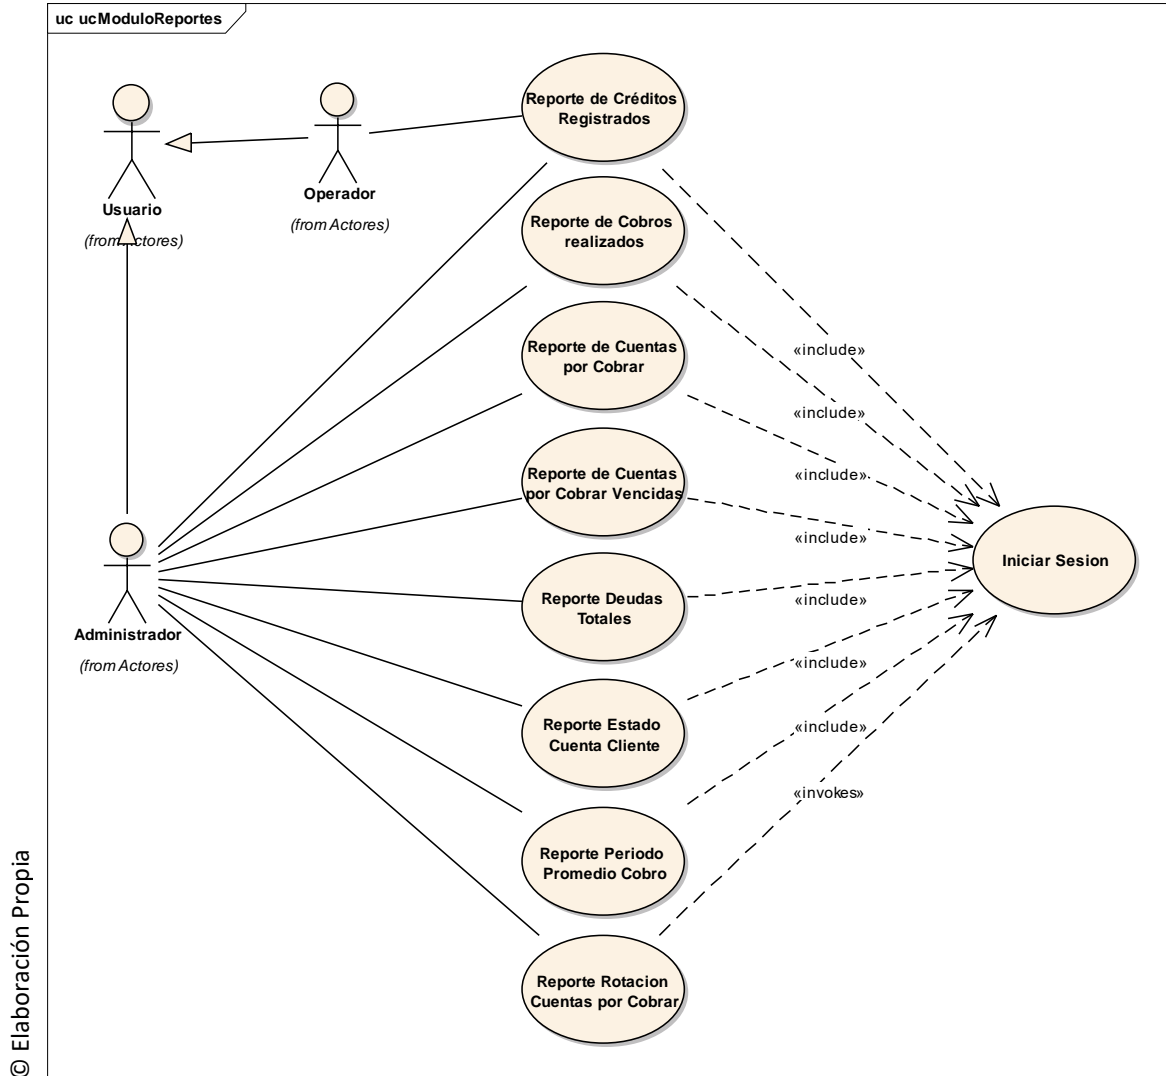 uc ucModuloReportes
Usuario
(from Actores)
Operador
(from Actores)
Reporte de Créditos
Registrados
Reporte de Cobros
realizados
Reporte de Cuentas
por Cobrar
Reporte de Cuentas
por Cobrar Vencidas
Reporte Deudas
Totales
Reporte Estado
Cuenta Cliente
Reporte Periodo
Promedio Cobro
Reporte Rotacion
Cuentas por Cobrar
Administrador
(from Actores)
«include»
«include»
«include»
«include»
«include»
«include»
«include»
«invokes»
Iniciar Sesion
© Elaboración Propia